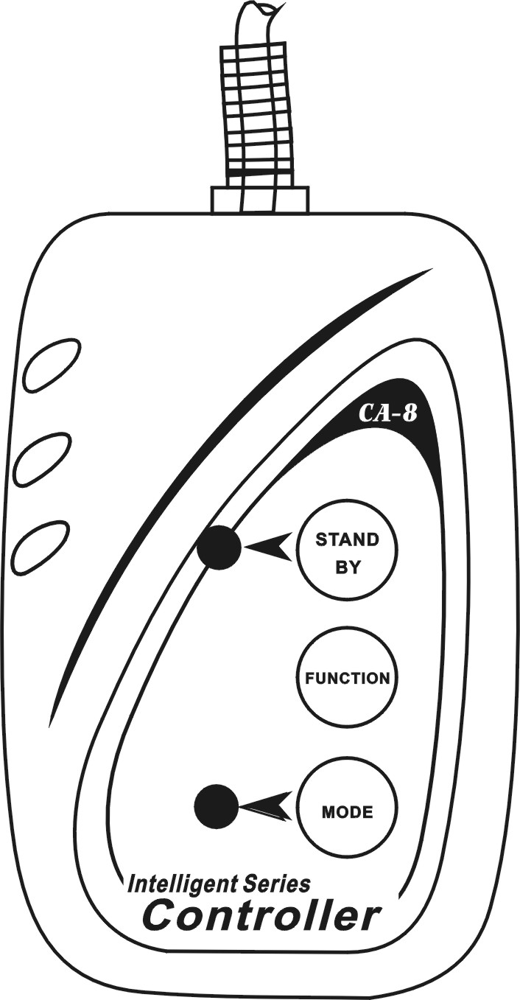 CA-8
STAND
BY
FUNCTION
MODE
Intelligent Series
Controller